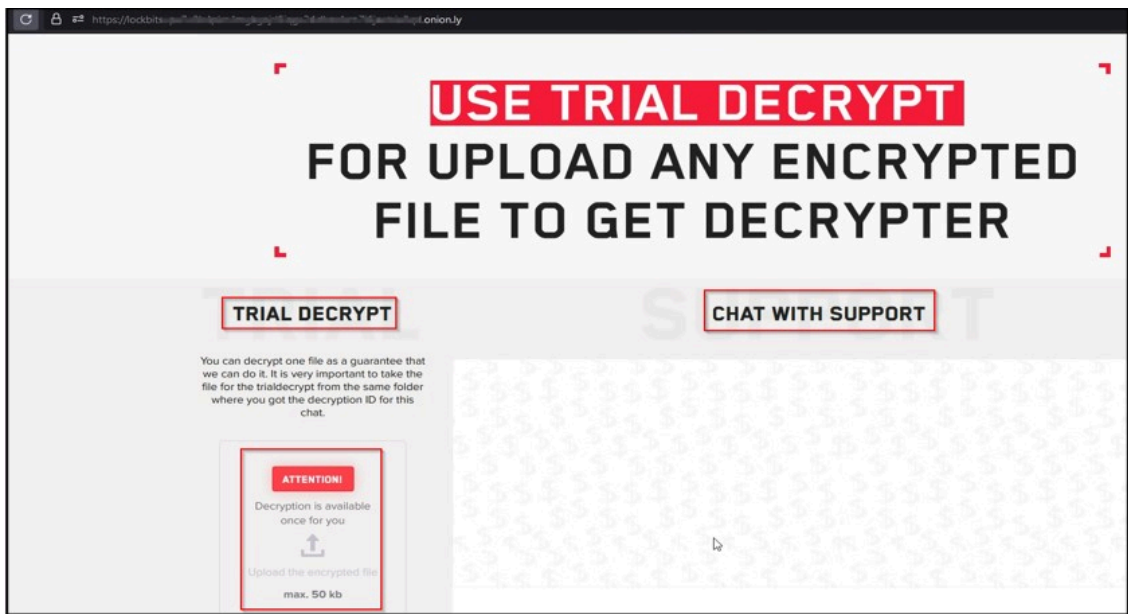 https://lockbits .onion.ly
USE TRIAL DECRYPT
FOR UPLOAD ANY ENCRYPTED
FILE TO GET DECRYPTER
TRIAL
TRIAL DECRYPT
SUPPORT
CHAT WITH SUPPORT
You can decrypt one file as a guarantee that
we can do it. It is very important to take the
file for the trialdecrypt from the same folder
where you got the decryption ID for this
chat.
ATTENTION!
Decryption is available
once for you
Upload the encrypted file
max. 50 kb